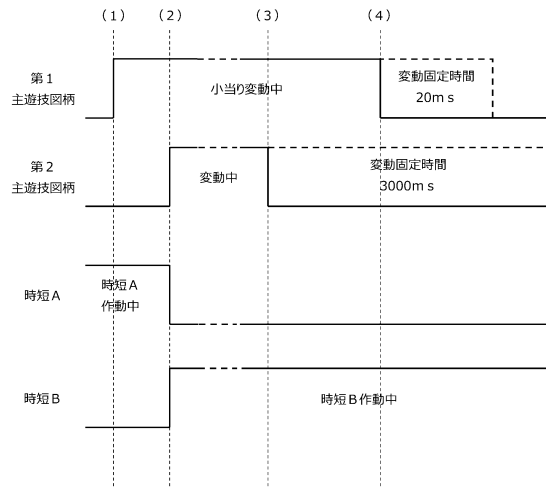 (1) (2) (3) (4)
第1
主遊技図柄
小当り変動中
変動固定時間
20ms
第2
主遊技図柄
変動中
変動固定時間
3000ms
時短A
時短A
作動中
時短B
時短B作動中